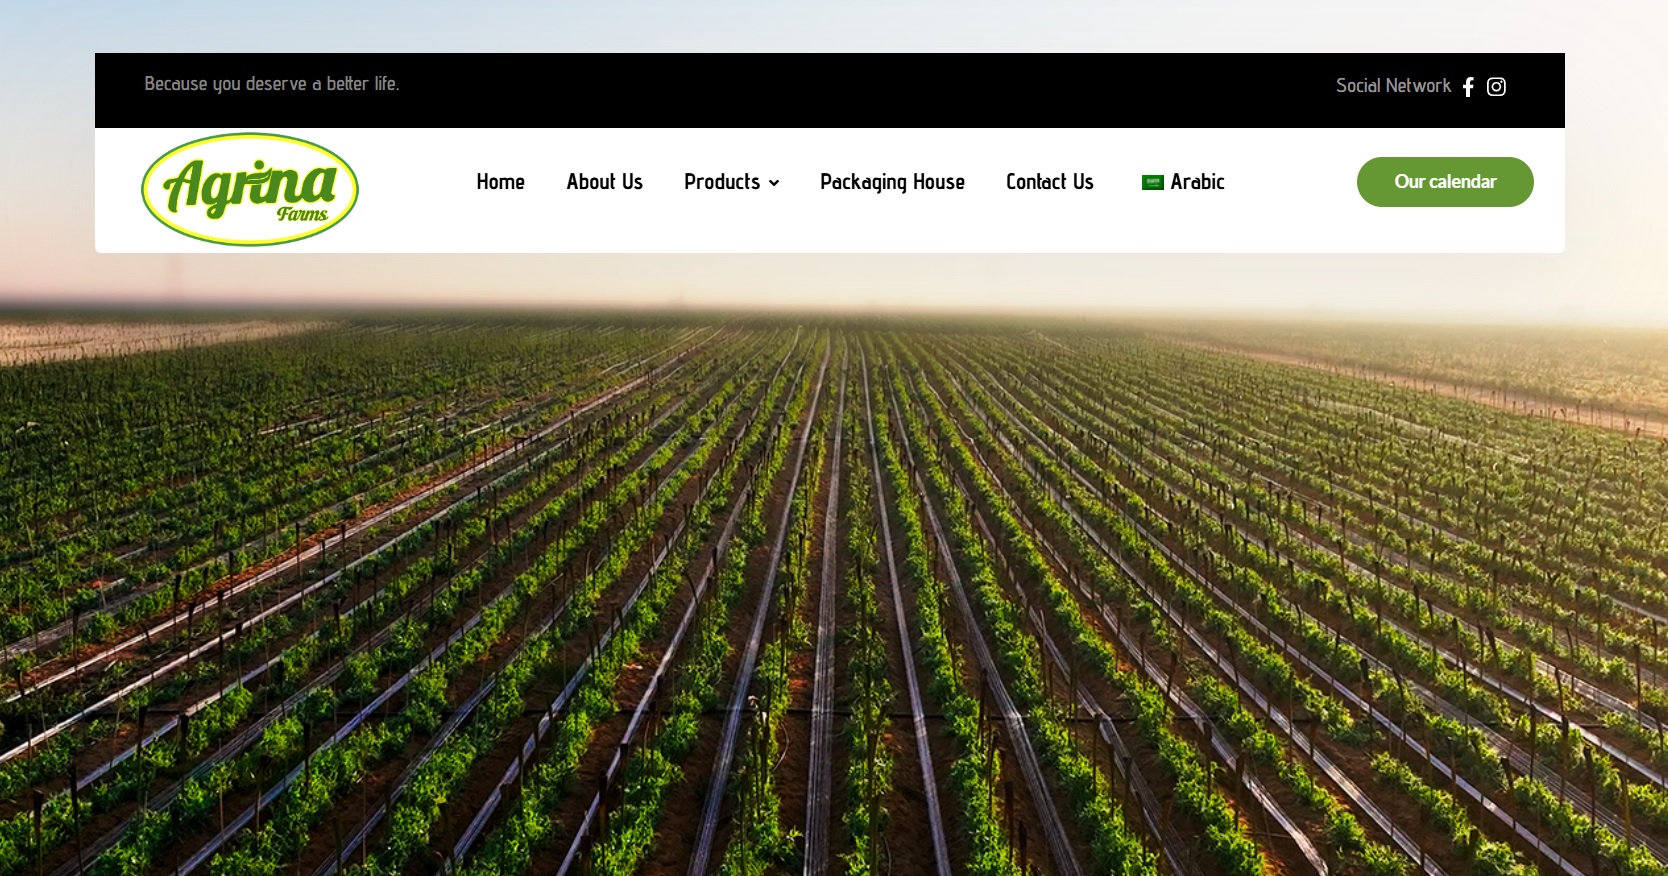 Because you deserve a better life.
Social Network
Agrina
Farms
Home
About Us
Products
Packaging House
Contact Us
Arabic
Our calendar